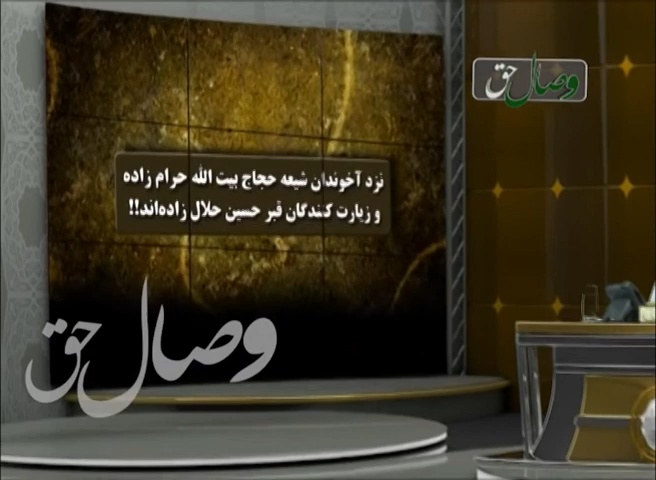 وصال حق
نزد آخوندان شیعه حجاج بیت الله حرام زاده
و زیارت کنندگان قبر حسین حلال زاده‌اند!!
وصال حق